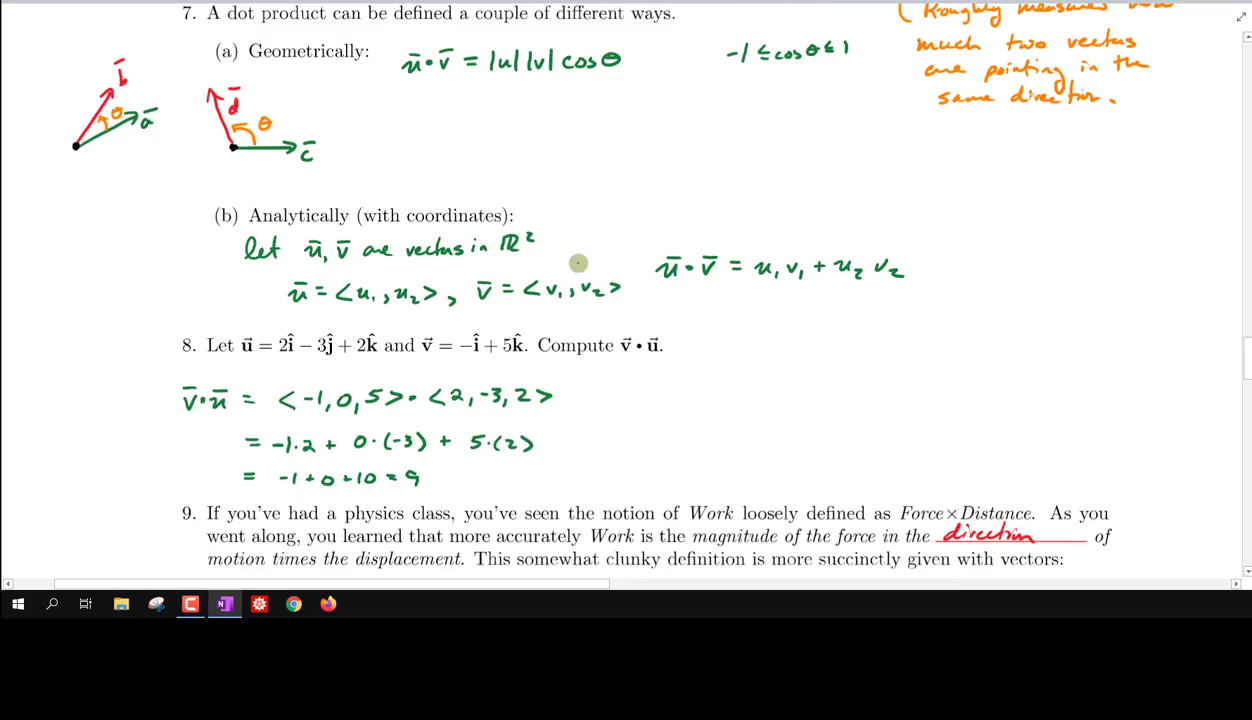 7. A dot product can be defined a couple of different ways.
(Roughly measures
much two vectors
are pointing in the
same direction.
(a) Geometrically: u̅·v̅ = |u||v| cosθ
-1 ≤ cosθ ≤ 1
b̅ θ a̅
d̅ θ c̅
(b) Analytically (with coordinates):
let u̅, v̅ are vectors in ℝ²
u̅ = <u₁, u₂>, v̅ = <v₁, v₂>
u̅·v̅ = u₁v₁ + u₂v₂
8. Let u⃗ = 2î − 3ĵ + 2k̂ and v⃗ = −î + 5k̂. Compute v⃗ • u⃗.
v̅·u̅ = <-1, 0, 5> · <2, -3, 2>
= -1·2 + 0·(-3) + 5·(2)
= -1 + 0 + 10 = 9
9. If you've had a physics class, you've seen the notion of Work loosely defined as Force×Distance. As you
went along, you learned that more accurately Work is the magnitude of the force in the direction of
motion times the displacement. This somewhat clunky definition is more succinctly given with vectors: